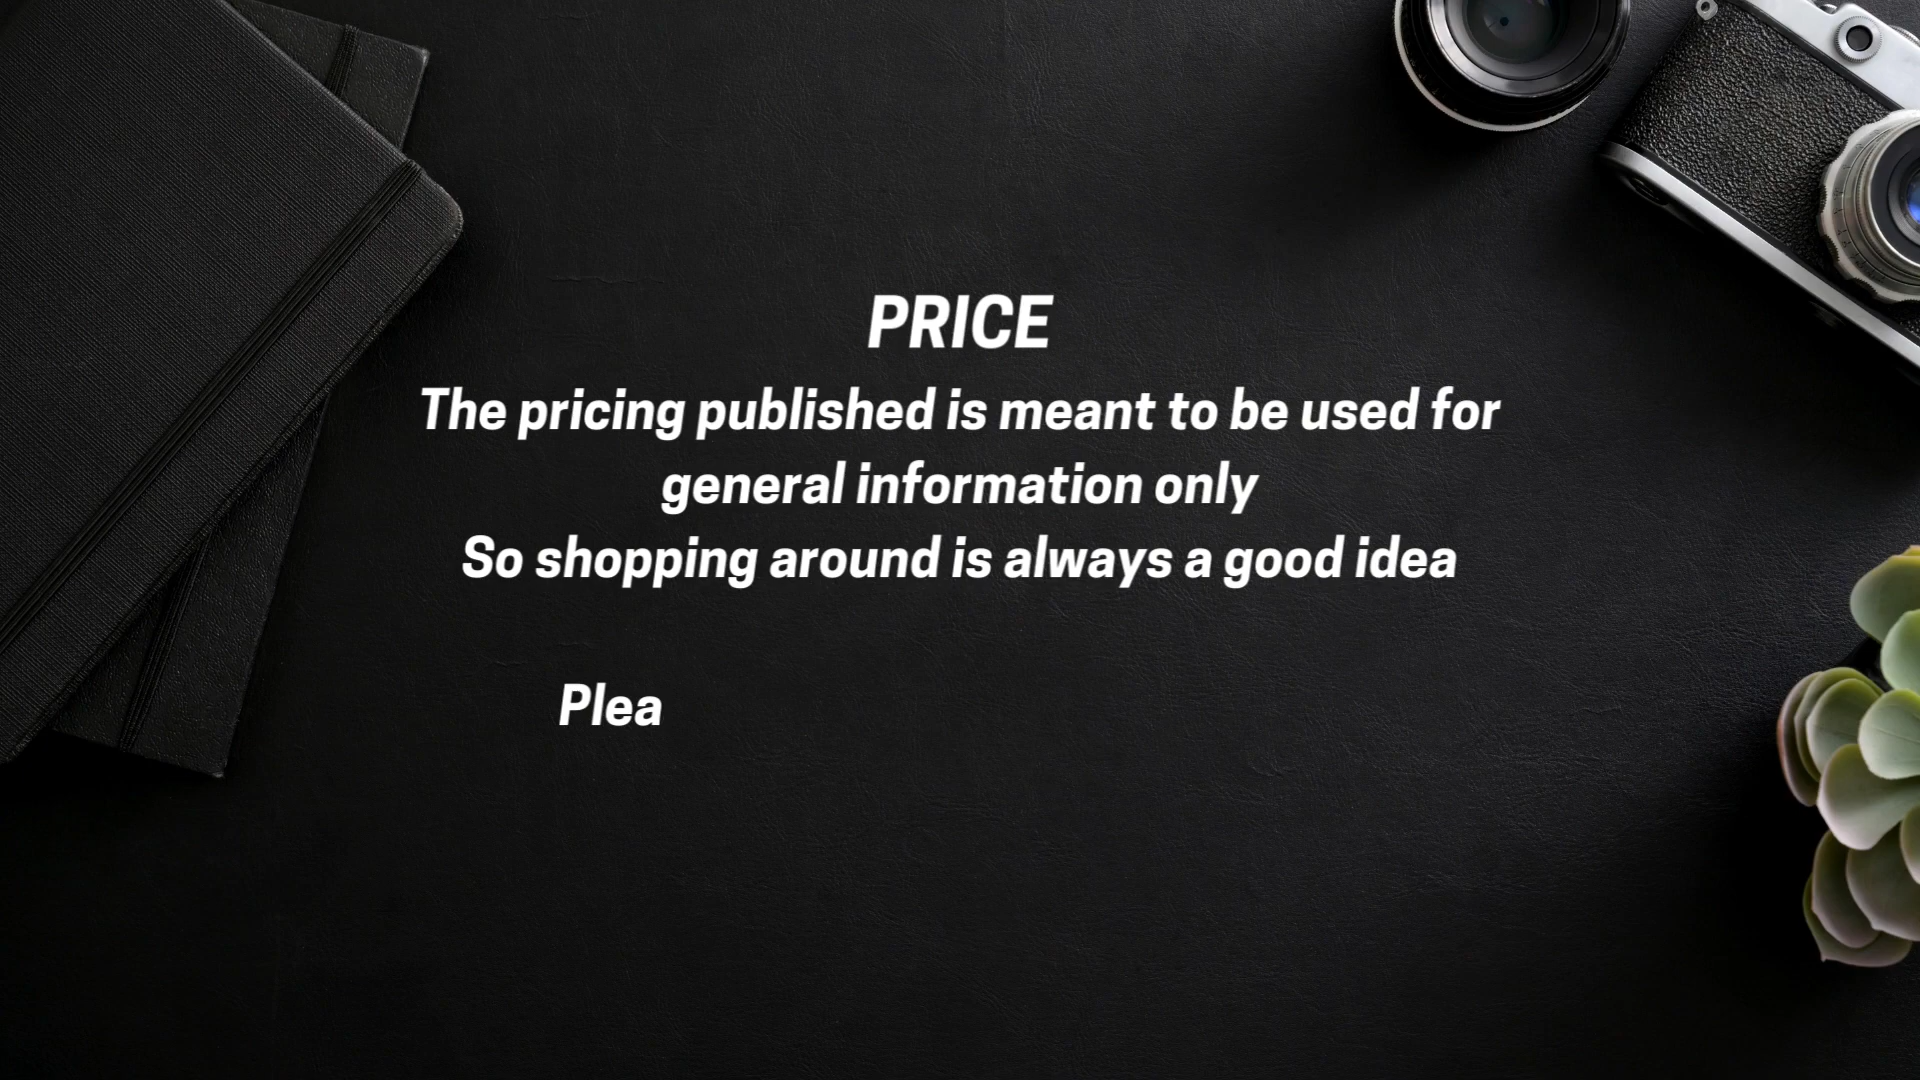 PRICE
The pricing published is meant to be used for
general information only
So shopping around is always a good idea
Plea